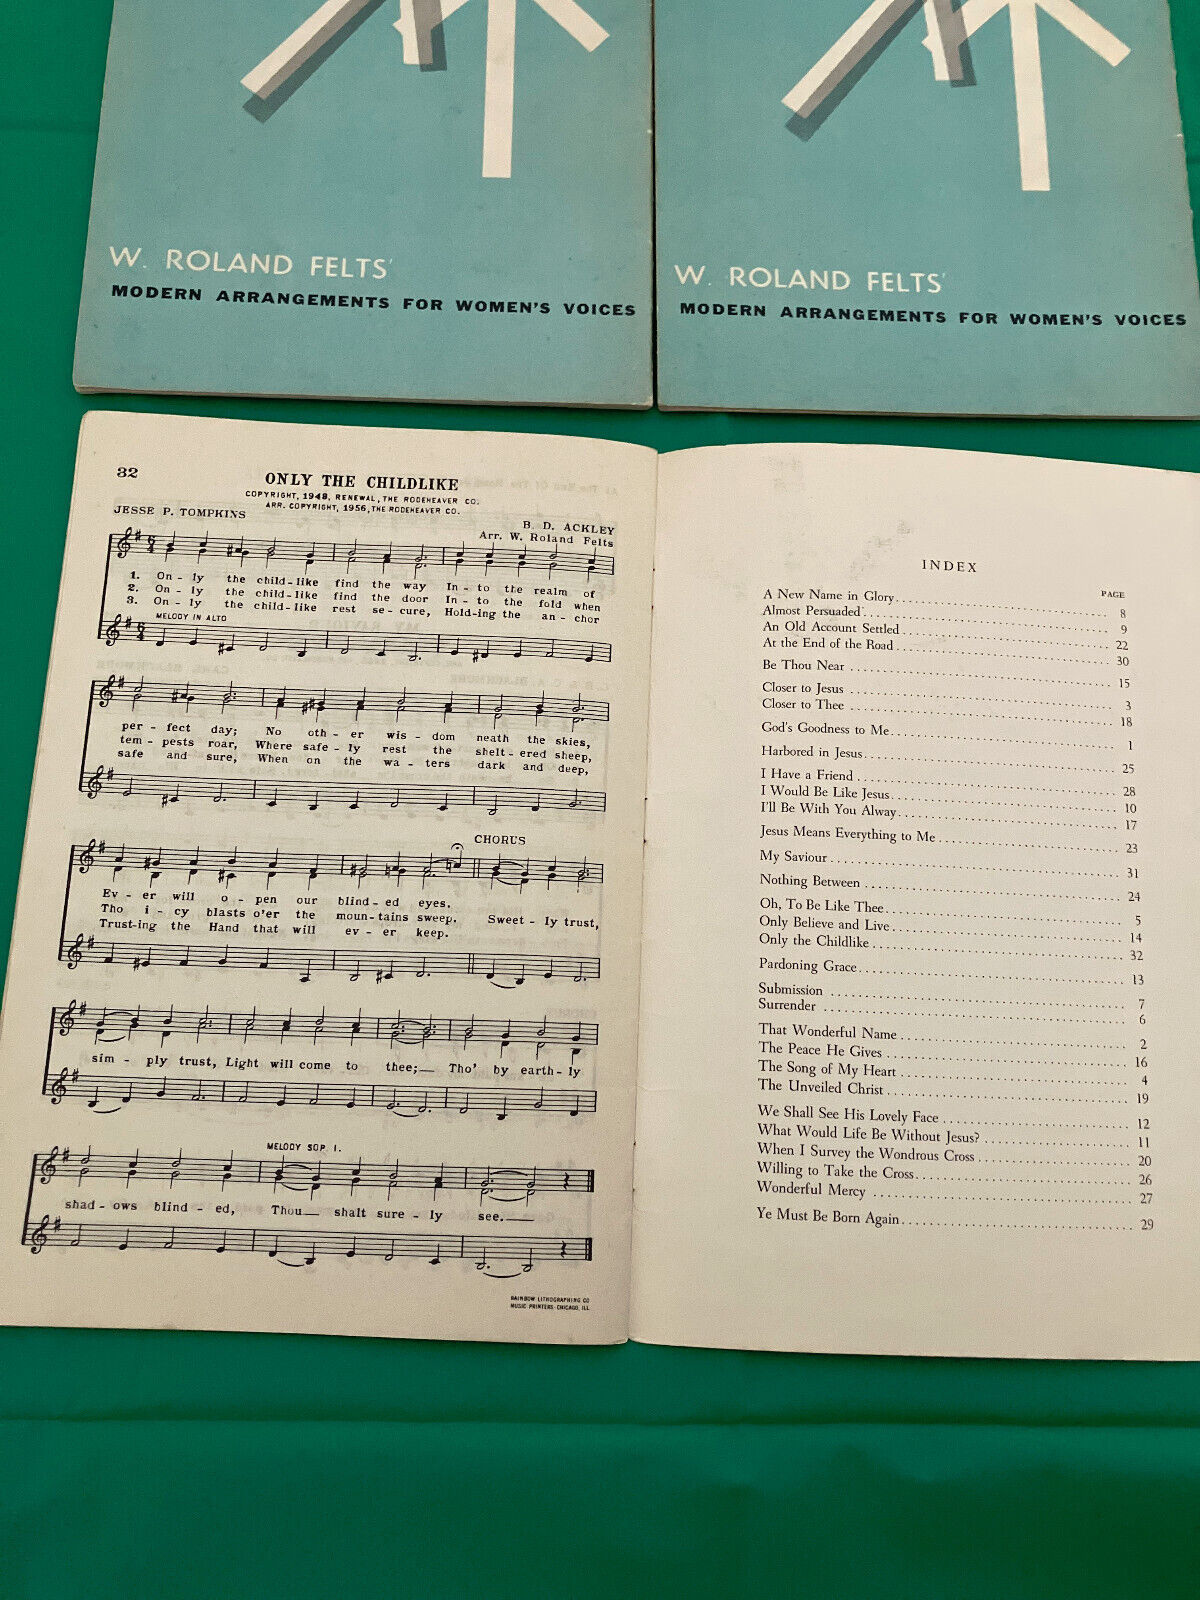 W. ROLAND FELTS'
MODERN ARRANGEMENTS FOR WOMEN'S VOICES
W. ROLAND FELTS'
MODERN ARRANGEMENTS FOR WOMEN'S VOICES
32
ONLY THE CHILDLIKE
COPYRIGHT, 1948, RENEWAL, THE RODEHEAVER CO.
ARR. COPYRIGHT, 1956, THE RODEHEAVER CO.
JESSE P. TOMPKINS
B. D. ACKLEY
Arr. W. Roland Felts
1. On - ly the child - like find the way In - to the realm of
2. On - ly the child - like find the door In - to the fold when
3. On - ly the child - like rest se - cure, Hold - ing the an - chor
MELODY IN ALTO
per - fect day; No oth - er wis - dom neath the skies,
tem - pests roar, Where safe - ly rest the shelt - ered sheep,
safe and sure; When on the wa - ters dark and deep,
CHORUS
Ev - er will o - pen our blind - ed eyes.
Tho i - cy blasts o'er the moun - tains sweep. Sweet - ly trust,
Trust-ing the Hand that will ev - er keep.
sim - ply trust, Light will come to thee; Tho' by earth - ly
MELODY SOP. 1.
shad - ows blind - ed, Thou shalt sure - ly see.
RAINBOW LITHOGRAPHING CO
MUSIC PRINTERS-CHICAGO, ILL
INDEX
PAGE
A New Name in Glory 8
Almost Persuaded 9
An Old Account Settled 22
At the End of the Road 30
Be Thou Near 15
Closer to Jesus 3
Closer to Thee 18
God's Goodness to Me 1
Harbored in Jesus 25
I Have a Friend 28
I Would Be Like Jesus 10
I'll Be With You Alway 17
Jesus Means Everything to Me 23
My Saviour 31
Nothing Between 24
Oh, To Be Like Thee 5
Only Believe and Live 14
Only the Childlike 32
Pardoning Grace 13
Submission 7
Surrender 6
That Wonderful Name 2
The Peace He Gives 16
The Song of My Heart 4
The Unveiled Christ 19
We Shall See His Lovely Face 12
What Would Life Be Without Jesus? 11
When I Survey the Wondrous Cross 20
Willing to Take the Cross 26
Wonderful Mercy 27
Ye Must Be Born Again 29